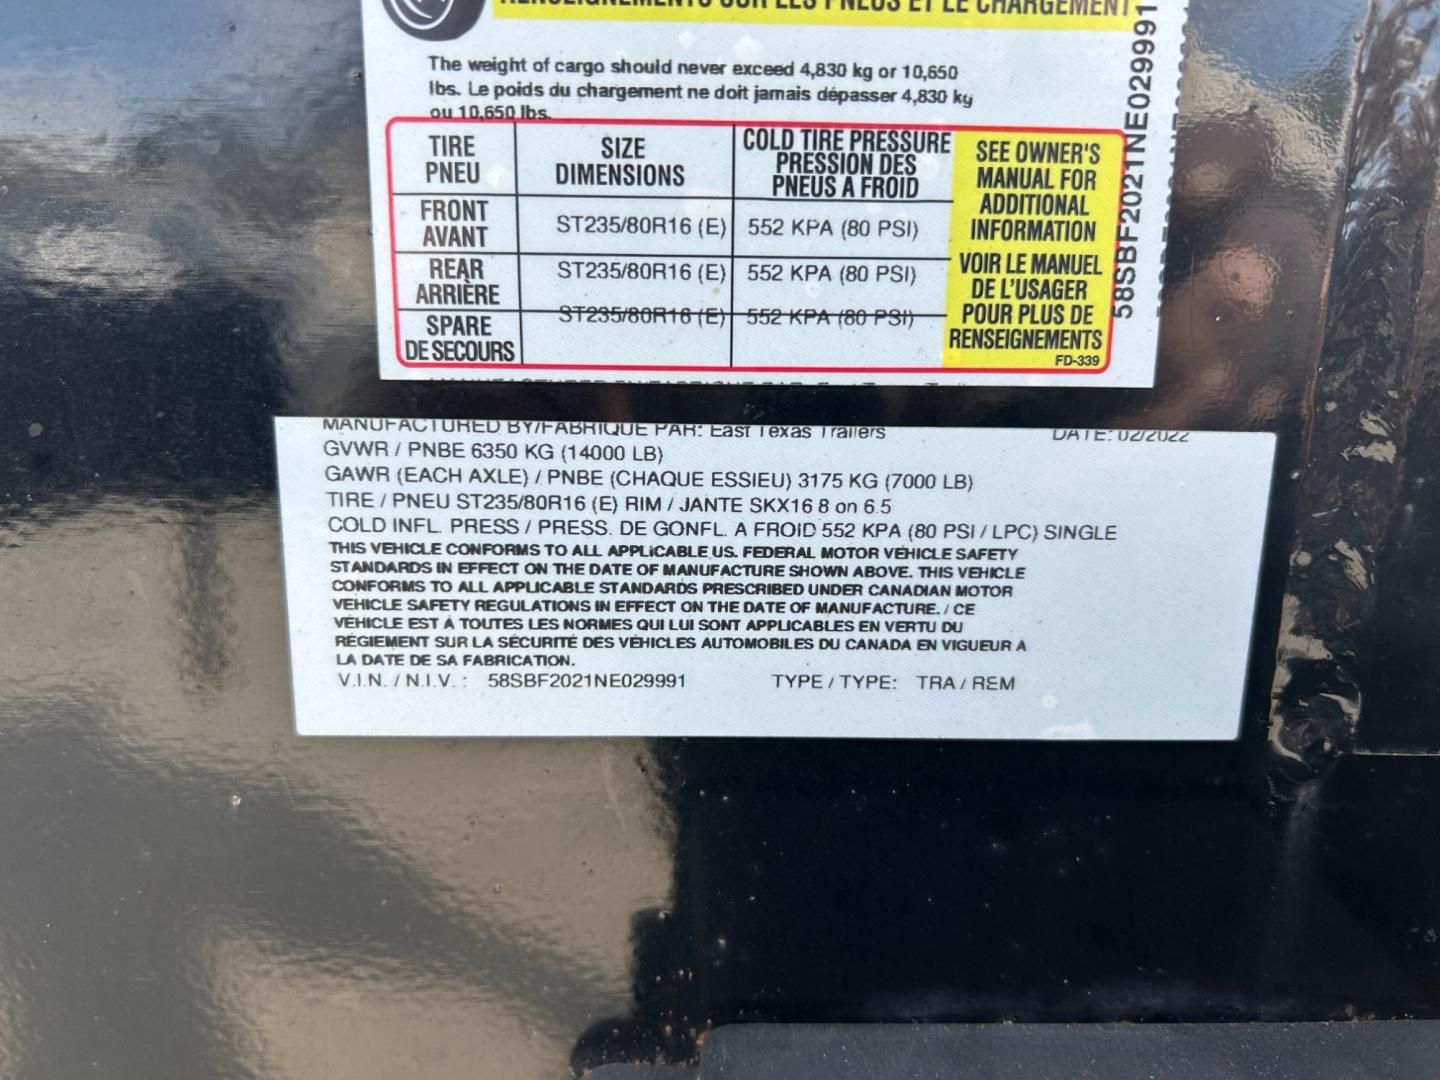 RENSEIGNEMENTS SUR LES PNEUS ET LE CHARGEMENT
The weight of cargo should never exceed 4,830 kg or 10,650
lbs. Le poids du chargement ne doit jamais dépasser 4,830 kg
ou 10,650 lbs.
TIRE
PNEU
SIZE
DIMENSIONS
COLD TIRE PRESSURE
PRESSION DES
PNEUS A FROID
FRONT
AVANT
ST235/80R16 (E)
552 KPA (80 PSI)
REAR
ARRIÈRE
ST235/80R16 (E)
552 KPA (80 PSI)
SPARE
DE SECOURS
ST235/80R16 (E)
552 KPA (80 PSI)
SEE OWNER'S
MANUAL FOR
ADDITIONAL
INFORMATION
VOIR LE MANUEL
DE L'USAGER
POUR PLUS DE
RENSEIGNEMENTS
FD-339
58SBF2021NE029991
MANUFACTURED BY/FABRIQUE PAR: East Texas Trailers DATE: 02/2022
GVWR / PNBE 6350 KG (14000 LB)
GAWR (EACH AXLE) / PNBE (CHAQUE ESSIEU) 3175 KG (7000 LB)
TIRE / PNEU ST235/80R16 (E) RIM / JANTE SKX16 8 on 6.5
COLD INFL. PRESS / PRESS. DE GONFL. A FROID 552 KPA (80 PSI / LPC) SINGLE
THIS VEHICLE CONFORMS TO ALL APPLICABLE US. FEDERAL MOTOR VEHICLE SAFETY
STANDARDS IN EFFECT ON THE DATE OF MANUFACTURE SHOWN ABOVE. THIS VEHICLE
CONFORMS TO ALL APPLICABLE STANDARDS PRESCRIBED UNDER CANADIAN MOTOR
VEHICLE SAFETY REGULATIONS IN EFFECT ON THE DATE OF MANUFACTURE. / CE
VÉHICLE EST À TOUTES LES NORMES QUI LUI SONT APPLICABLES EN VERTU DU
RÉGIEMENT SUR LA SÉCURITÉ DES VÉHICLES AUTOMOBILES DU CANADA EN VIGUEUR A
LA DATE DE SA FABRICATION.
V.I.N. / N.I.V. : 58SBF2021NE029991 TYPE / TYPE: TRA / REM